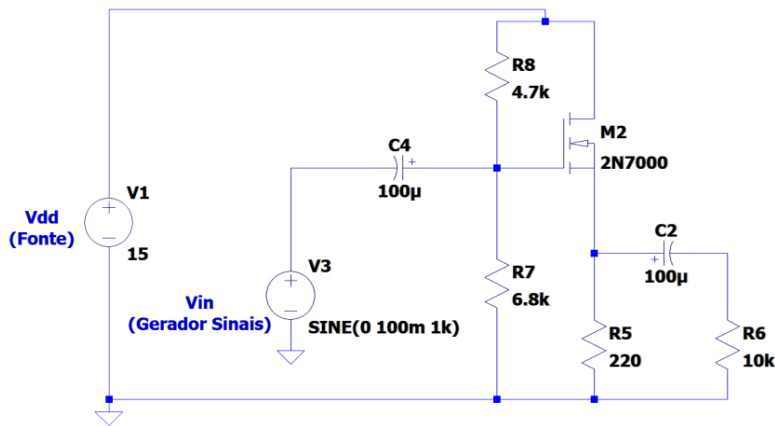 R8
4.7k
M2
2N7000
C4
+
100µ
V1
+
Vdd
(Fonte)
15
C2
+
100µ
V3
+
R7
6.8k
Vin
(Gerador Sinais)
SINE(0 100m 1k)
R5
220
R6
10k